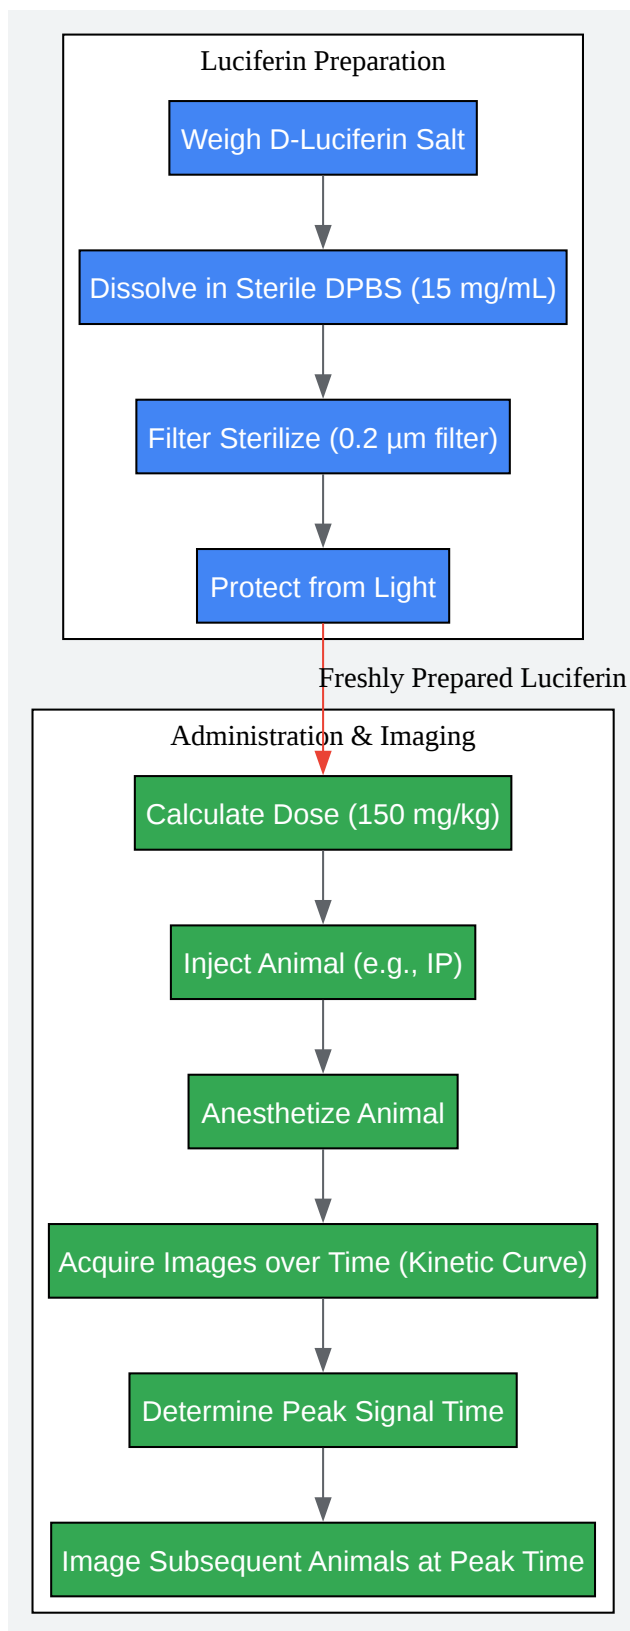 Luciferin Preparation
Weigh D-Luciferin Salt
Dissolve in Sterile DPBS (15 mg/mL)
Filter Sterilize (0.2 µm filter)
Protect from Light
Freshly Prepared Luciferin
Administration & Imaging
Calculate Dose (150 mg/kg)
Inject Animal (e.g., IP)
Anesthetize Animal
Acquire Images over Time (Kinetic Curve)
Determine Peak Signal Time
Image Subsequent Animals at Peak Time